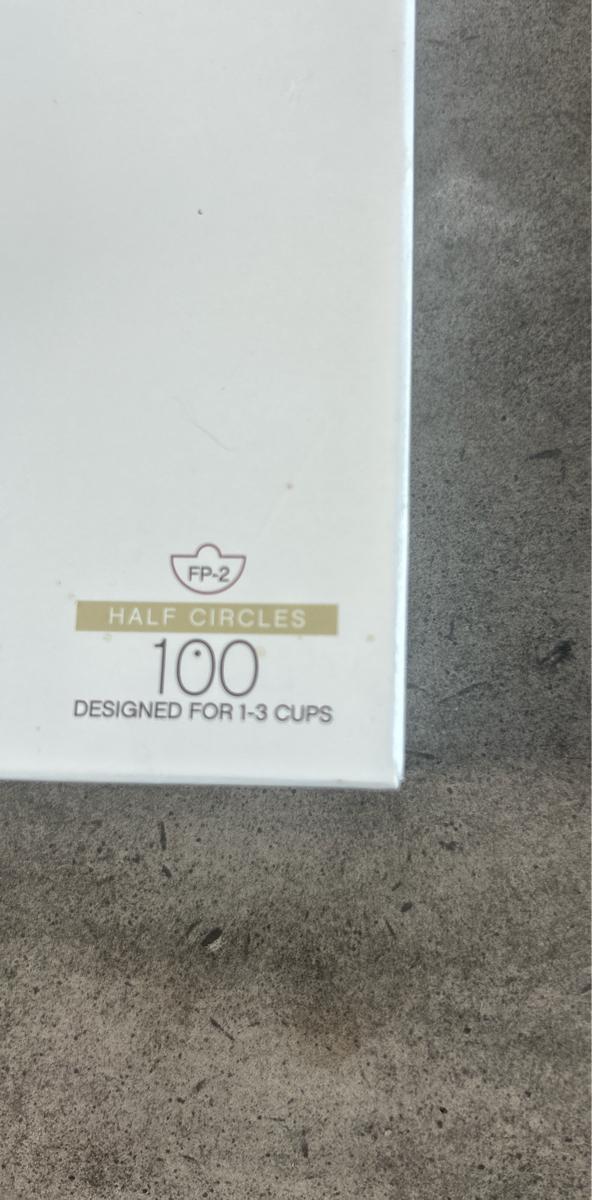 FP-2
HALF CIRCLES
100
DESIGNED FOR 1-3 CUPS